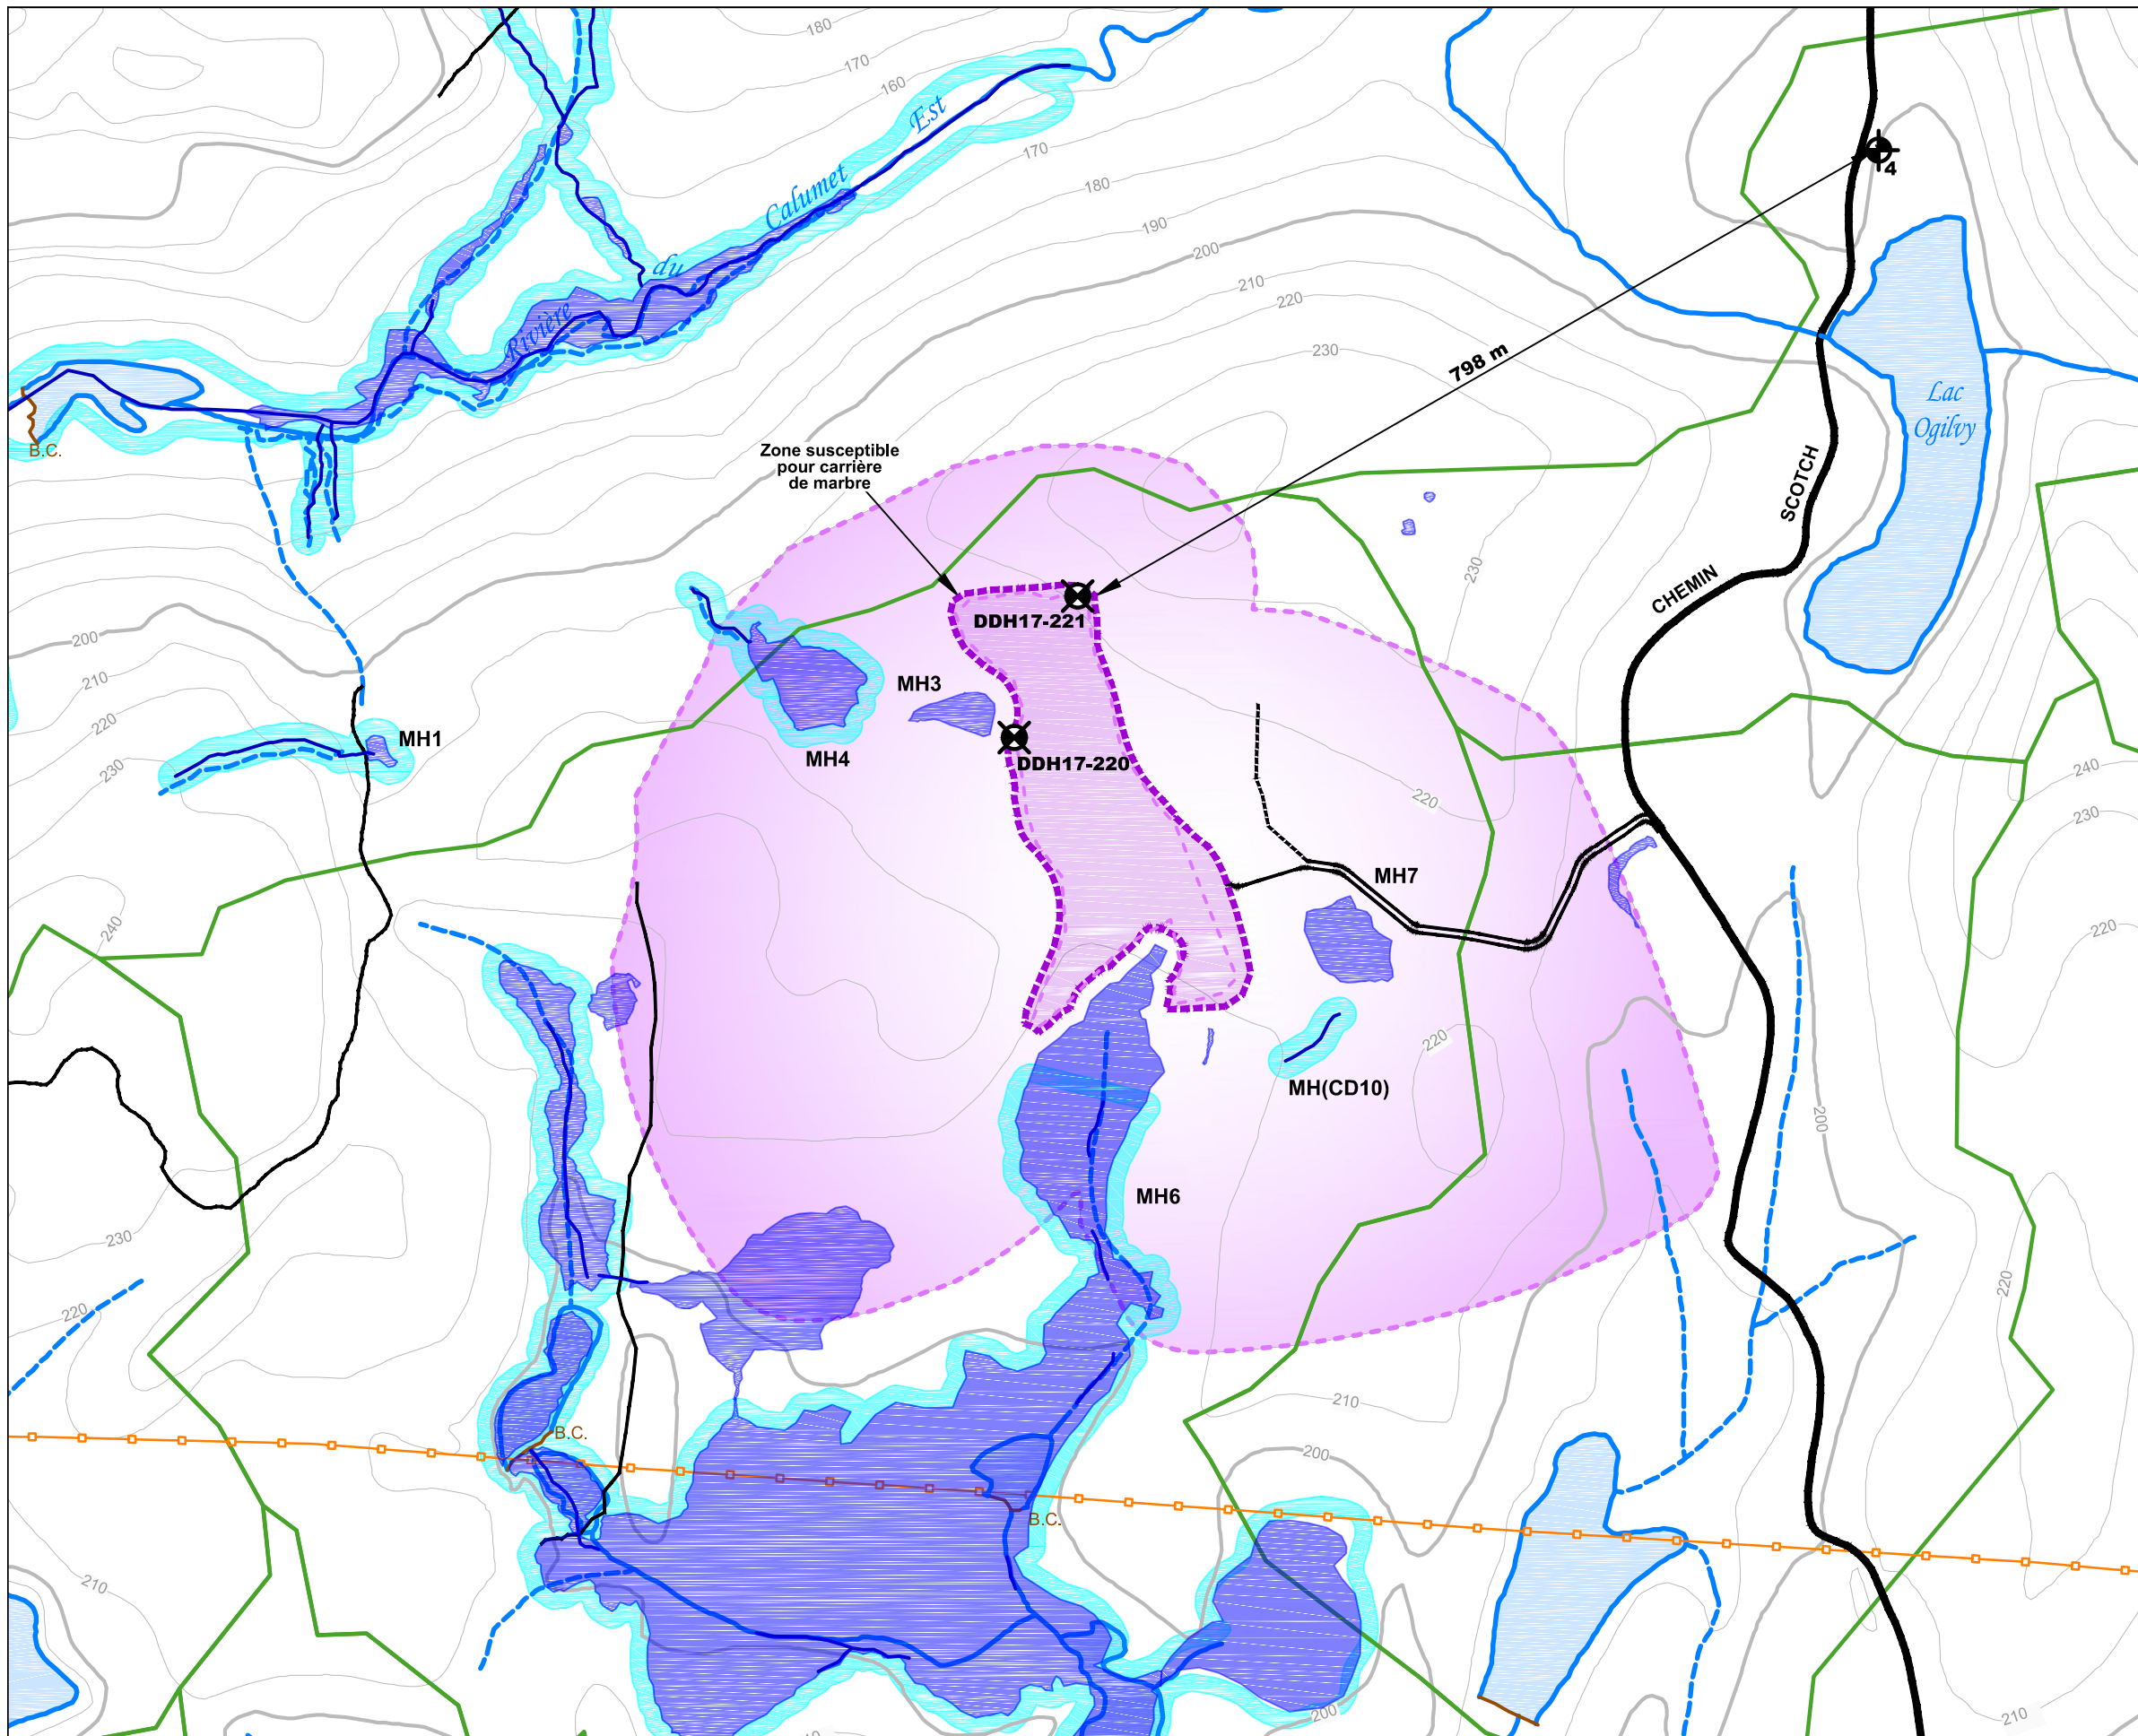 180
170
160
Est
170
Calumet
180
4
190
200
du
210
220
Rivière
230
798 m
Lac
Ogilvy
B.C.
Zone susceptible
pour carrière
de marbre
SCOTCH
230
CHEMIN
DDH17-221
200
210
MH3
220
MH1
MH4
DDH17-220
230
240
220
230
MH7
240
220
220
MH(CD10)
200
MH6
230
220
220
210
B.C.
200
B.C.
210
200
210